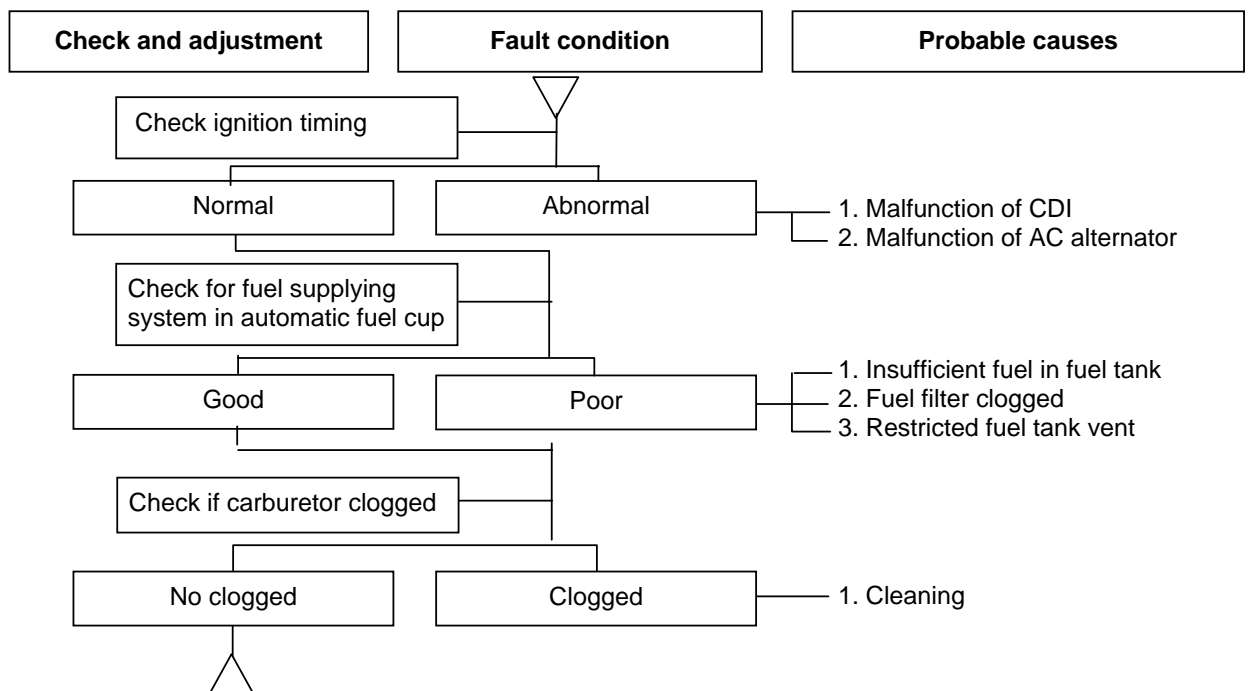 Check and adjustment
Fault condition
Probable causes
Check ignition timing
Normal
Abnormal
1. Malfunction of CDI
2. Malfunction of AC alternator
Check for fuel supplying
system in automatic fuel cup
Good
Poor
1. Insufficient fuel in fuel tank
2. Fuel filter clogged
3. Restricted fuel tank vent
Check if carburetor clogged
No clogged
Clogged
1. Cleaning